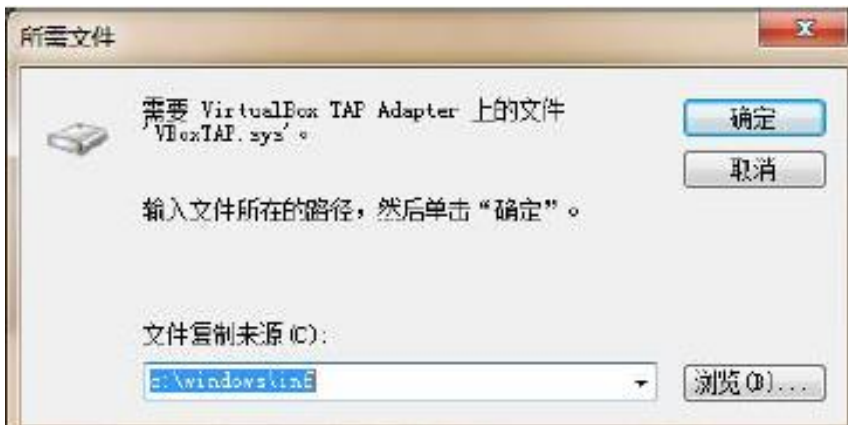 所需文件
需要 VirtualBox TAP Adapter 上的文件
'VBoxTAP.sys'。
确定
取消
输入文件所在的路径，然后单击“确定”。
文件复制来源(C):
c:\windows\inf
浏览(B)...